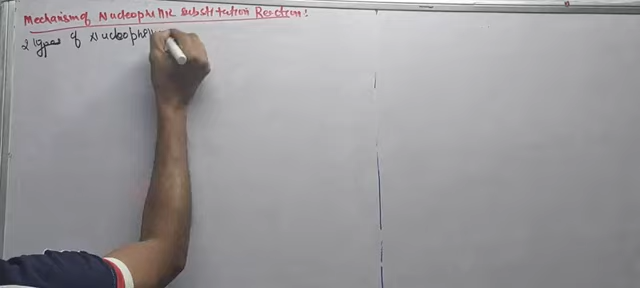 Mechanism of Nucleophilic Substitution Reaction:
2 Types of Nucleophi